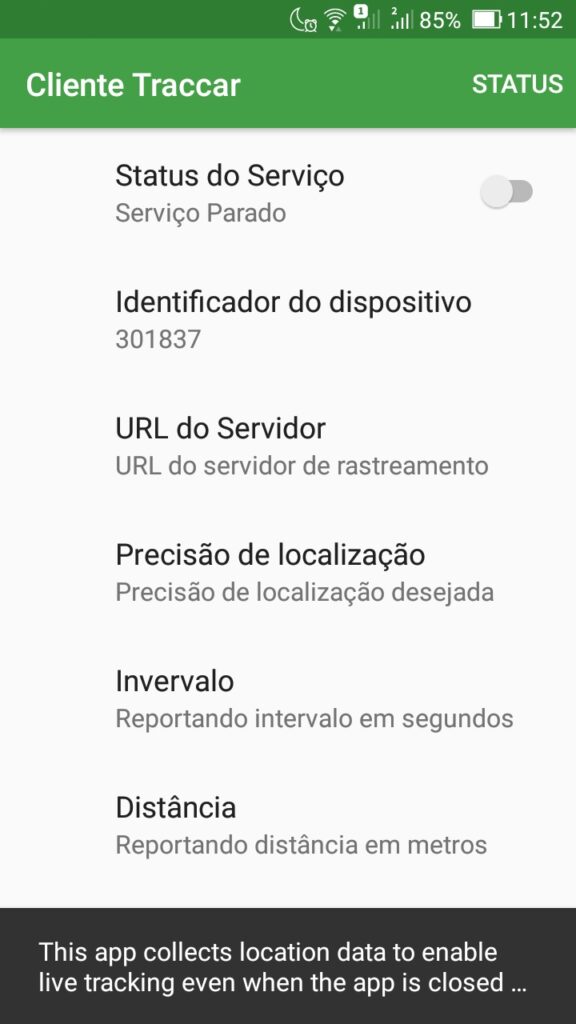 1 2 85% 11:52
Cliente Traccar STATUS
Status do Serviço
Serviço Parado
Identificador do dispositivo
301837
URL do Servidor
URL do servidor de rastreamento
Precisão de localização
Precisão de localização desejada
Invervalo
Reportando intervalo em segundos
Distância
Reportando distância em metros
This app collects location data to enable
live tracking even when the app is closed ...